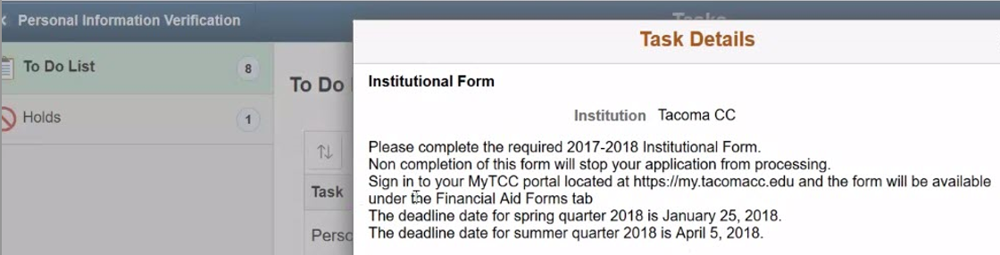 Personal Information Verification
Tasks
To Do List 8
Holds 1
To Do
Task
Perso
Task Details
Institutional Form
Institution Tacoma CC
Please complete the required 2017-2018 Institutional Form.
Non completion of this form will stop your application from processing.
Sign in to your MyTCC portal located at https://my.tacomacc.edu and the form will be available
under the Financial Aid Forms tab
The deadline date for spring quarter 2018 is January 25, 2018.
The deadline date for summer quarter 2018 is April 5, 2018.